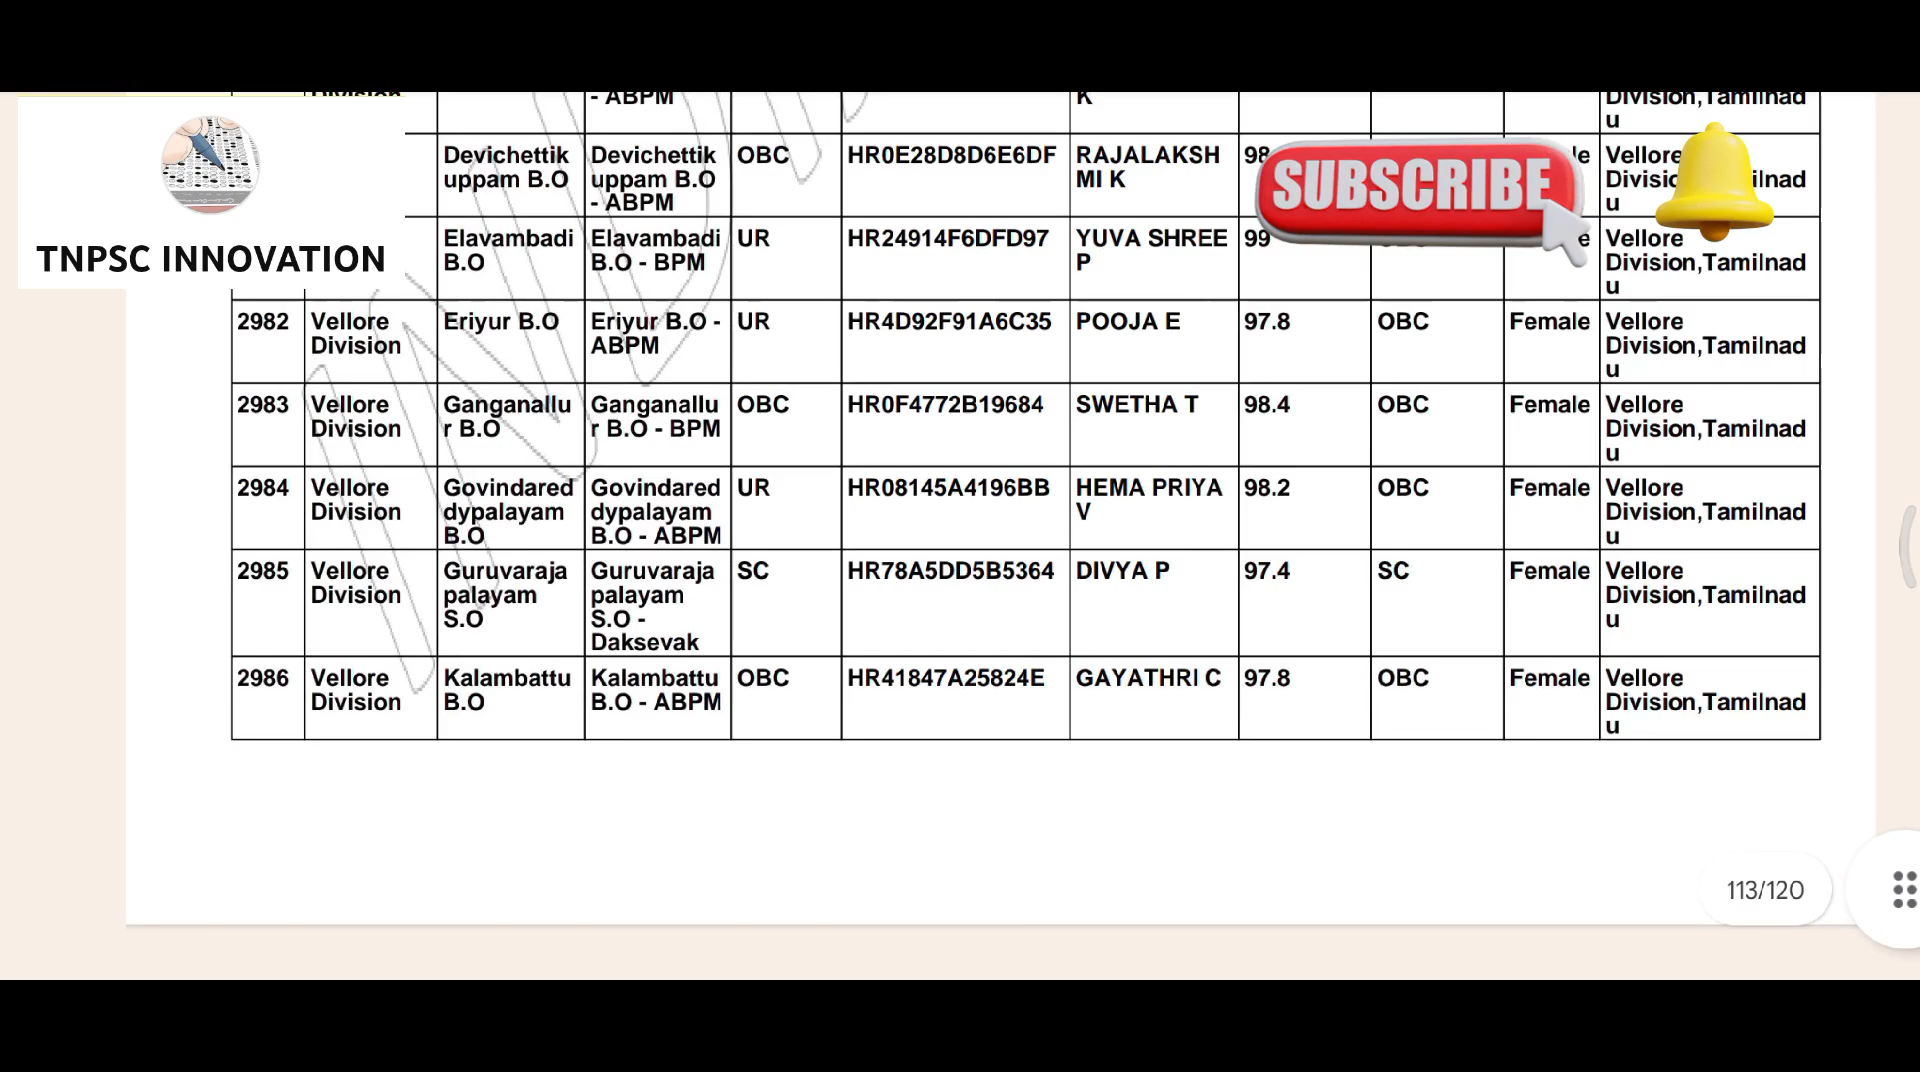 Division - ABPM K Division,Tamilnad
u
Devichettik Devichettik OBC HR0E28D8D6E6DF RAJALAKSH 98 le Vellore
uppam B.O uppam B.O MI K
- ABPM u
SUBSCRIBE
TNPSC INNOVATION
Elavambadi Elavambadi UR HR24914F6DFD97 YUVA SHREE 99 e Vellore
B.O B.O - BPM P Division,Tamilnad
u
2982 Vellore Eriyur B.O Eriyur B.O - UR HR4D92F91A6C35 POOJA E 97.8 OBC Female Vellore
Division ABPM Division,Tamilnad
u
2983 Vellore Ganganallu Ganganallu OBC HR0F4772B19684 SWETHA T 98.4 OBC Female Vellore
Division r B.O r B.O - BPM Division,Tamilnad
u
2984 Vellore Govindared Govindared UR HR08145A4196BB HEMA PRIYA 98.2 OBC Female Vellore
Division dypalayam dypalayam V Division,Tamilnad
B.O B.O - ABPM u
2985 Vellore Guruvaraja Guruvaraja SC HR78A5DD5B5364 DIVYA P 97.4 SC Female Vellore
Division palayam palayam Division,Tamilnad
S.O S.O - u
Daksevak
2986 Vellore Kalambattu Kalambattu OBC HR41847A25824E GAYATHRI C 97.8 OBC Female Vellore
Division B.O B.O - ABPM Division,Tamilnad
u
113/120